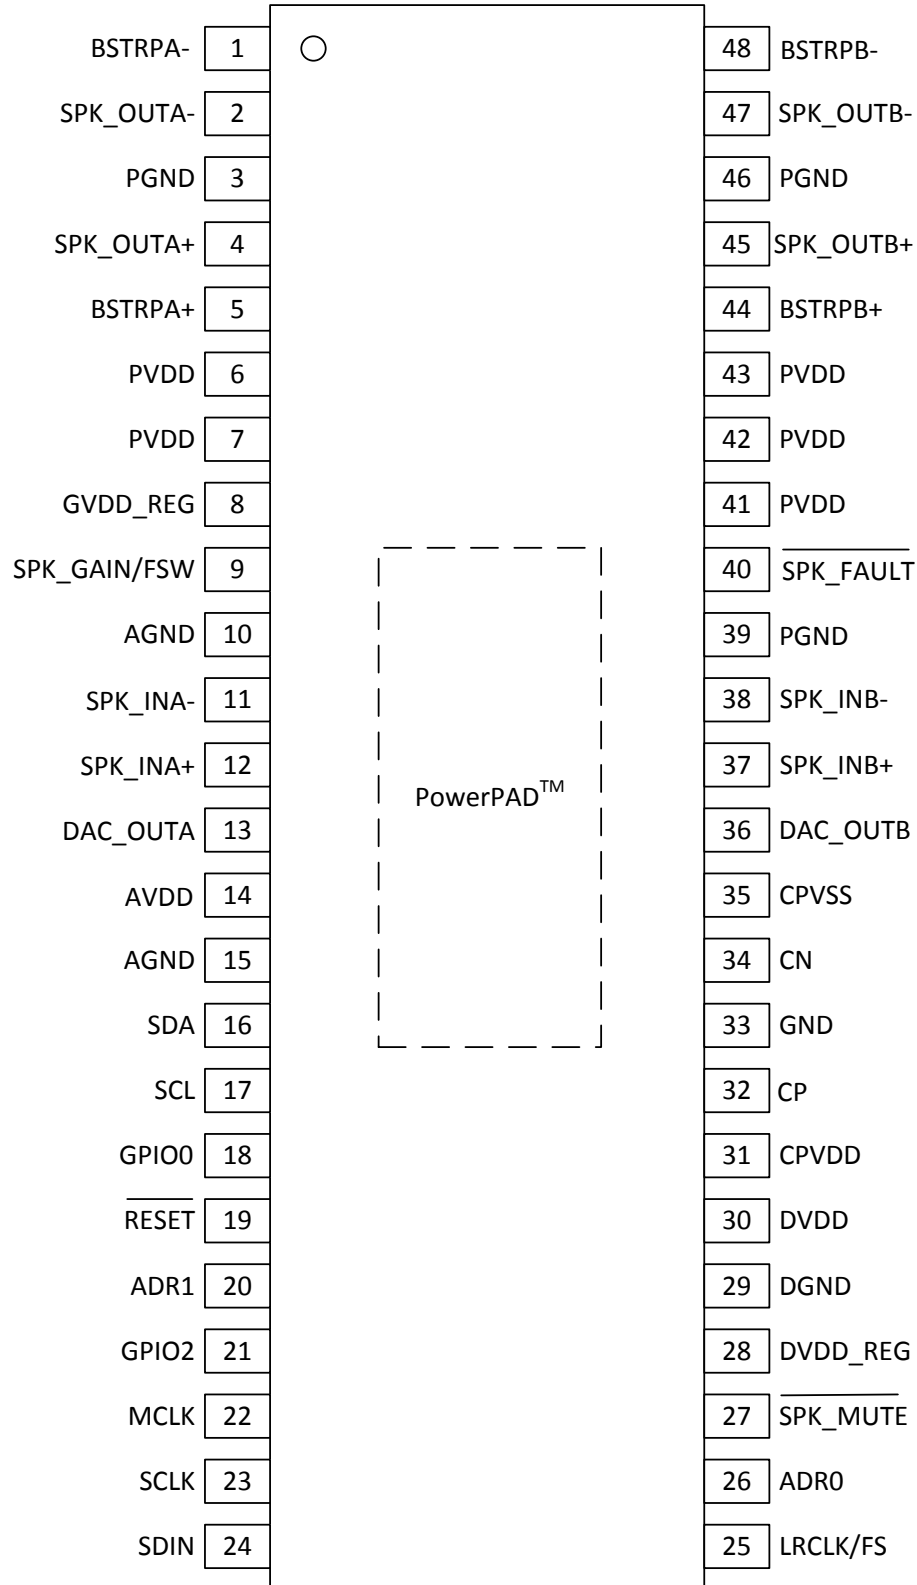 BSTRPA- 1 48 BSTRPB-
SPK_OUTA- 2 47 SPK_OUTB-
PGND 3 46 PGND
SPK_OUTA+ 4 45 SPK_OUTB+
BSTRPA+ 5 44 BSTRPB+
PVDD 6 43 PVDD
PVDD 7 42 PVDD
GVDD_REG 8 41 PVDD
SPK_GAIN/FSW 9 40 SPK_FAULT
AGND 10 39 PGND
SPK_INA- 11 38 SPK_INB-
SPK_INA+ 12 37 SPK_INB+
PowerPAD™
DAC_OUTA 13 36 DAC_OUTB
AVDD 14 35 CPVSS
AGND 15 34 CN
SDA 16 33 GND
SCL 17 32 CP
GPIO0 18 31 CPVDD
RESET 19 30 DVDD
ADR1 20 29 DGND
GPIO2 21 28 DVDD_REG
MCLK 22 27 SPK_MUTE
SCLK 23 26 ADR0
SDIN 24 25 LRCLK/FS